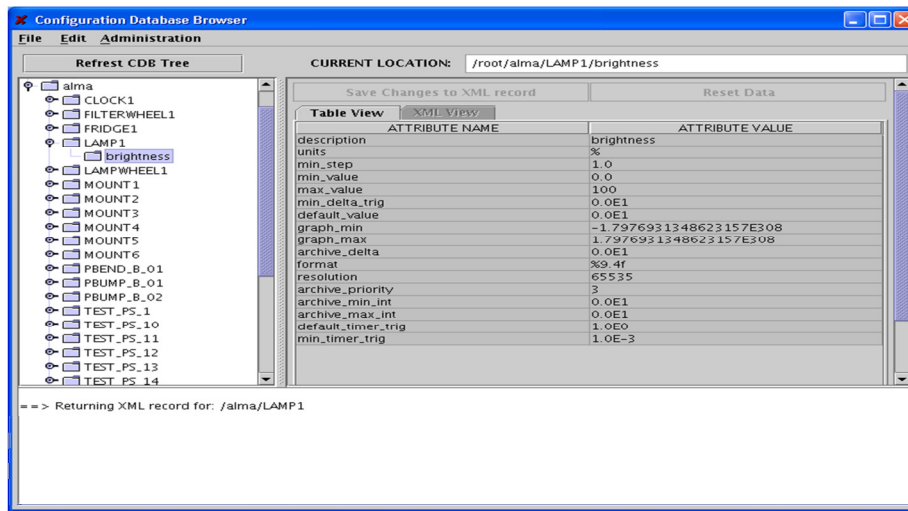 Configuration Database Browser
File Edit Administration
Refrest CDB Tree
CURRENT LOCATION: /root/alma/LAMP1/brightness
alma
CLOCK1
FILTERWHEEL1
FRIDGE1
LAMP1
brightness
LAMPWHEEL1
MOUNT1
MOUNT2
MOUNT3
MOUNT4
MOUNT5
MOUNT6
PBEND_B_01
PBUMP_B_01
PBUMP_B_02
TEST_PS_1
TEST_PS_10
TEST_PS_11
TEST_PS_12
TEST_PS_13
TEST_PS_14
Save Changes to XML record Reset Data
Table View XML View
ATTRIBUTE NAME ATTRIBUTE VALUE
description brightness
units %
min_step 1.0
min_value 0.0
max_value 100
min_delta_trig 0.0E1
default_value 0.0E1
graph_min -1.7976931348623157E308
graph_max 1.7976931348623157E308
archive_delta 0.0E1
format %9.4f
resolution 65535
archive_priority 3
archive_min_int 0.0E1
archive_max_int 0.0E1
default_timer_trig 1.0E0
min_timer_trig 1.0E-3
==> Returning XML record for: /alma/LAMP1